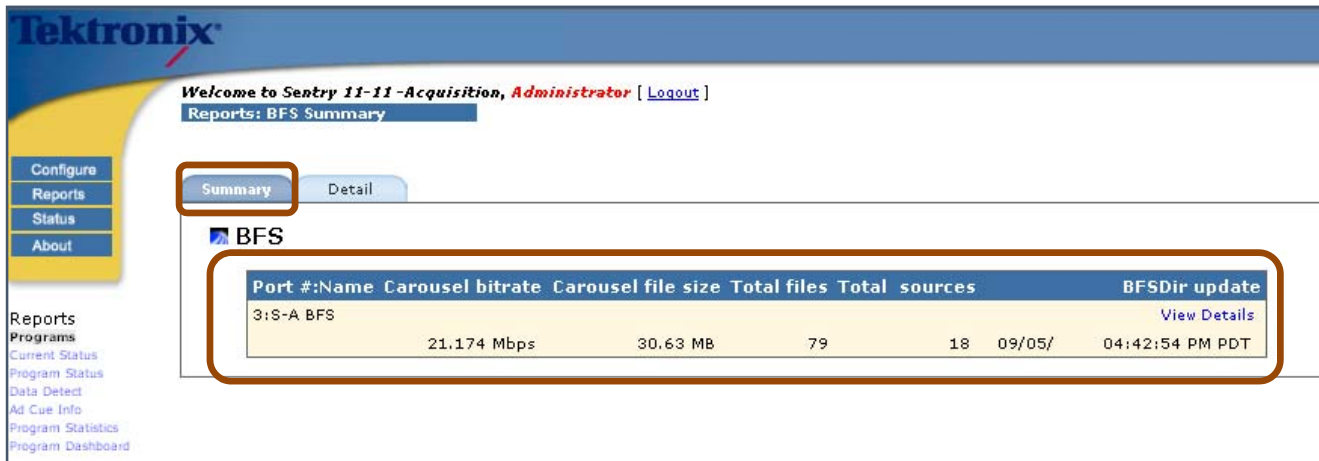 Tektronix
Welcome to Sentry 11-11 -Acquisition, Administrator [ Logout ]
Reports: BFS Summary
Configure
Reports
Status
About
Summary Detail
BFS
Port #:Name Carousel bitrate Carousel file size Total files Total sources BFSDir update
3:S-A BFS View Details
21.174 Mbps 30.63 MB 79 18 09/05/ 04:42:54 PM PDT
Reports
Programs
Current Status
Program Status
Data Detect
Ad Cue Info
Program Statistics
Program Dashboard